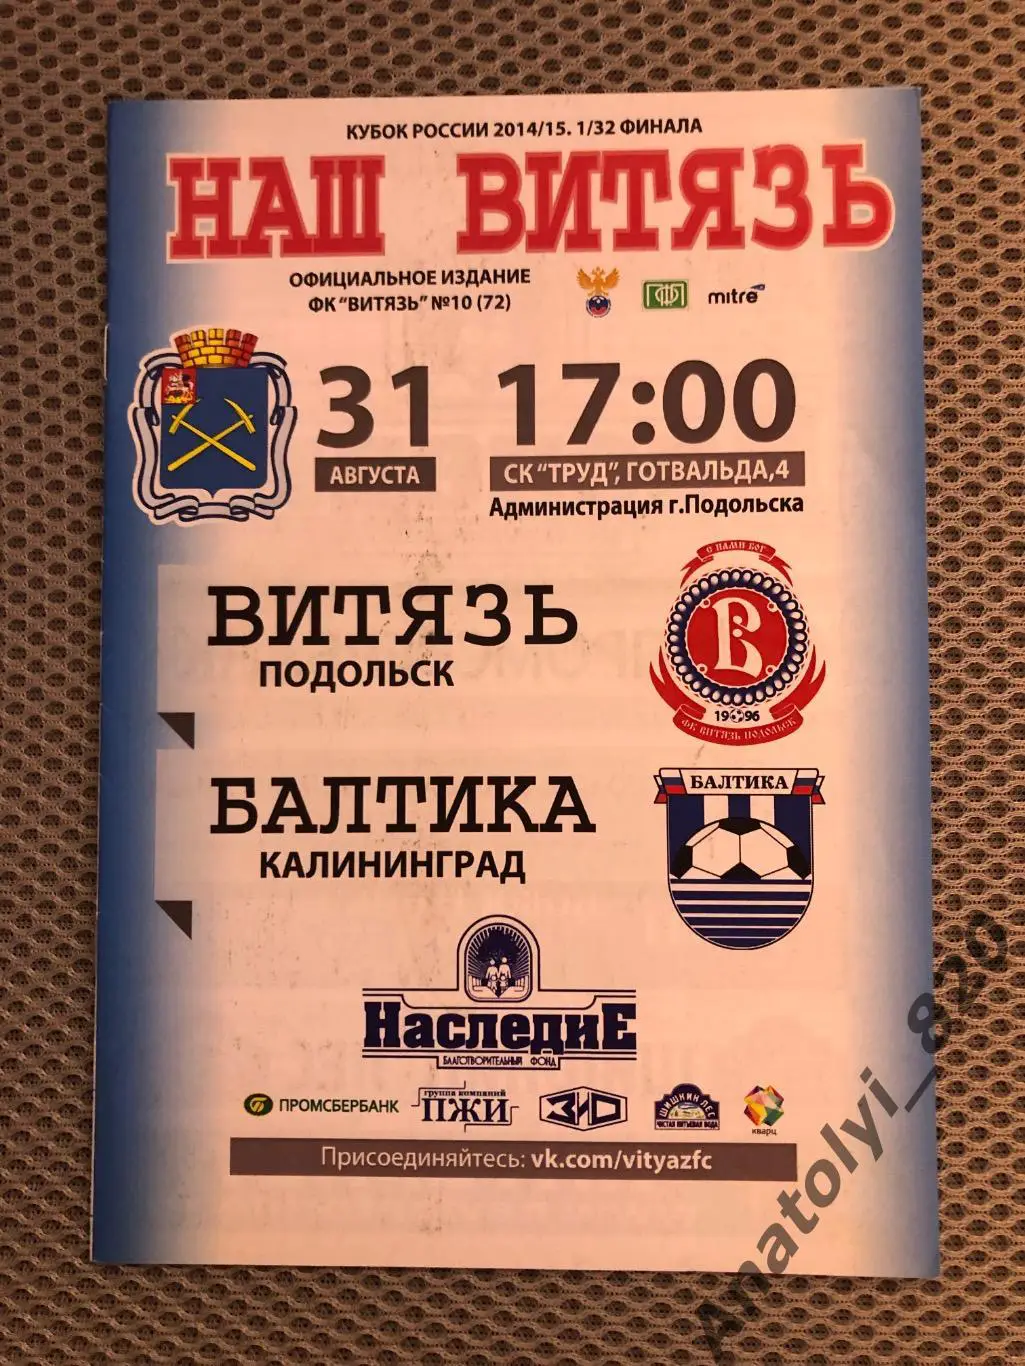 КУБОК РОССИИ 2014/15. 1/32 ФИНАЛА
НАШ ВИТЯЗЬ
ОФИЦИАЛЬНОЕ ИЗДАНИЕ
ФК "ВИТЯЗЬ" №10 (72)
mitre
31 17:00
АВГУСТА
СК "ТРУД", ГОТВАЛЬДА,4
Администрация г.Подольска
С НАМИ БОГ
В
1996
ФК ВИТЯЗЬ ПОДОЛЬСК
ВИТЯЗЬ
ПОДОЛЬСК
БАЛТИКА
БАЛТИКА
КАЛИНИНГРАД
НаследиЕ
БЛАГОТВОРИТЕЛЬНЫЙ ФОНД
ПРОМСБЕРБАНК
группа компаний
ПЖИ
ЗИО
ШИШКИН ЛЕС
ЧИСТАЯ ПИТЬЕВАЯ ВОДА
кварц
Присоединяйтесь: vk.com/vityazfc
Anatolyi_820